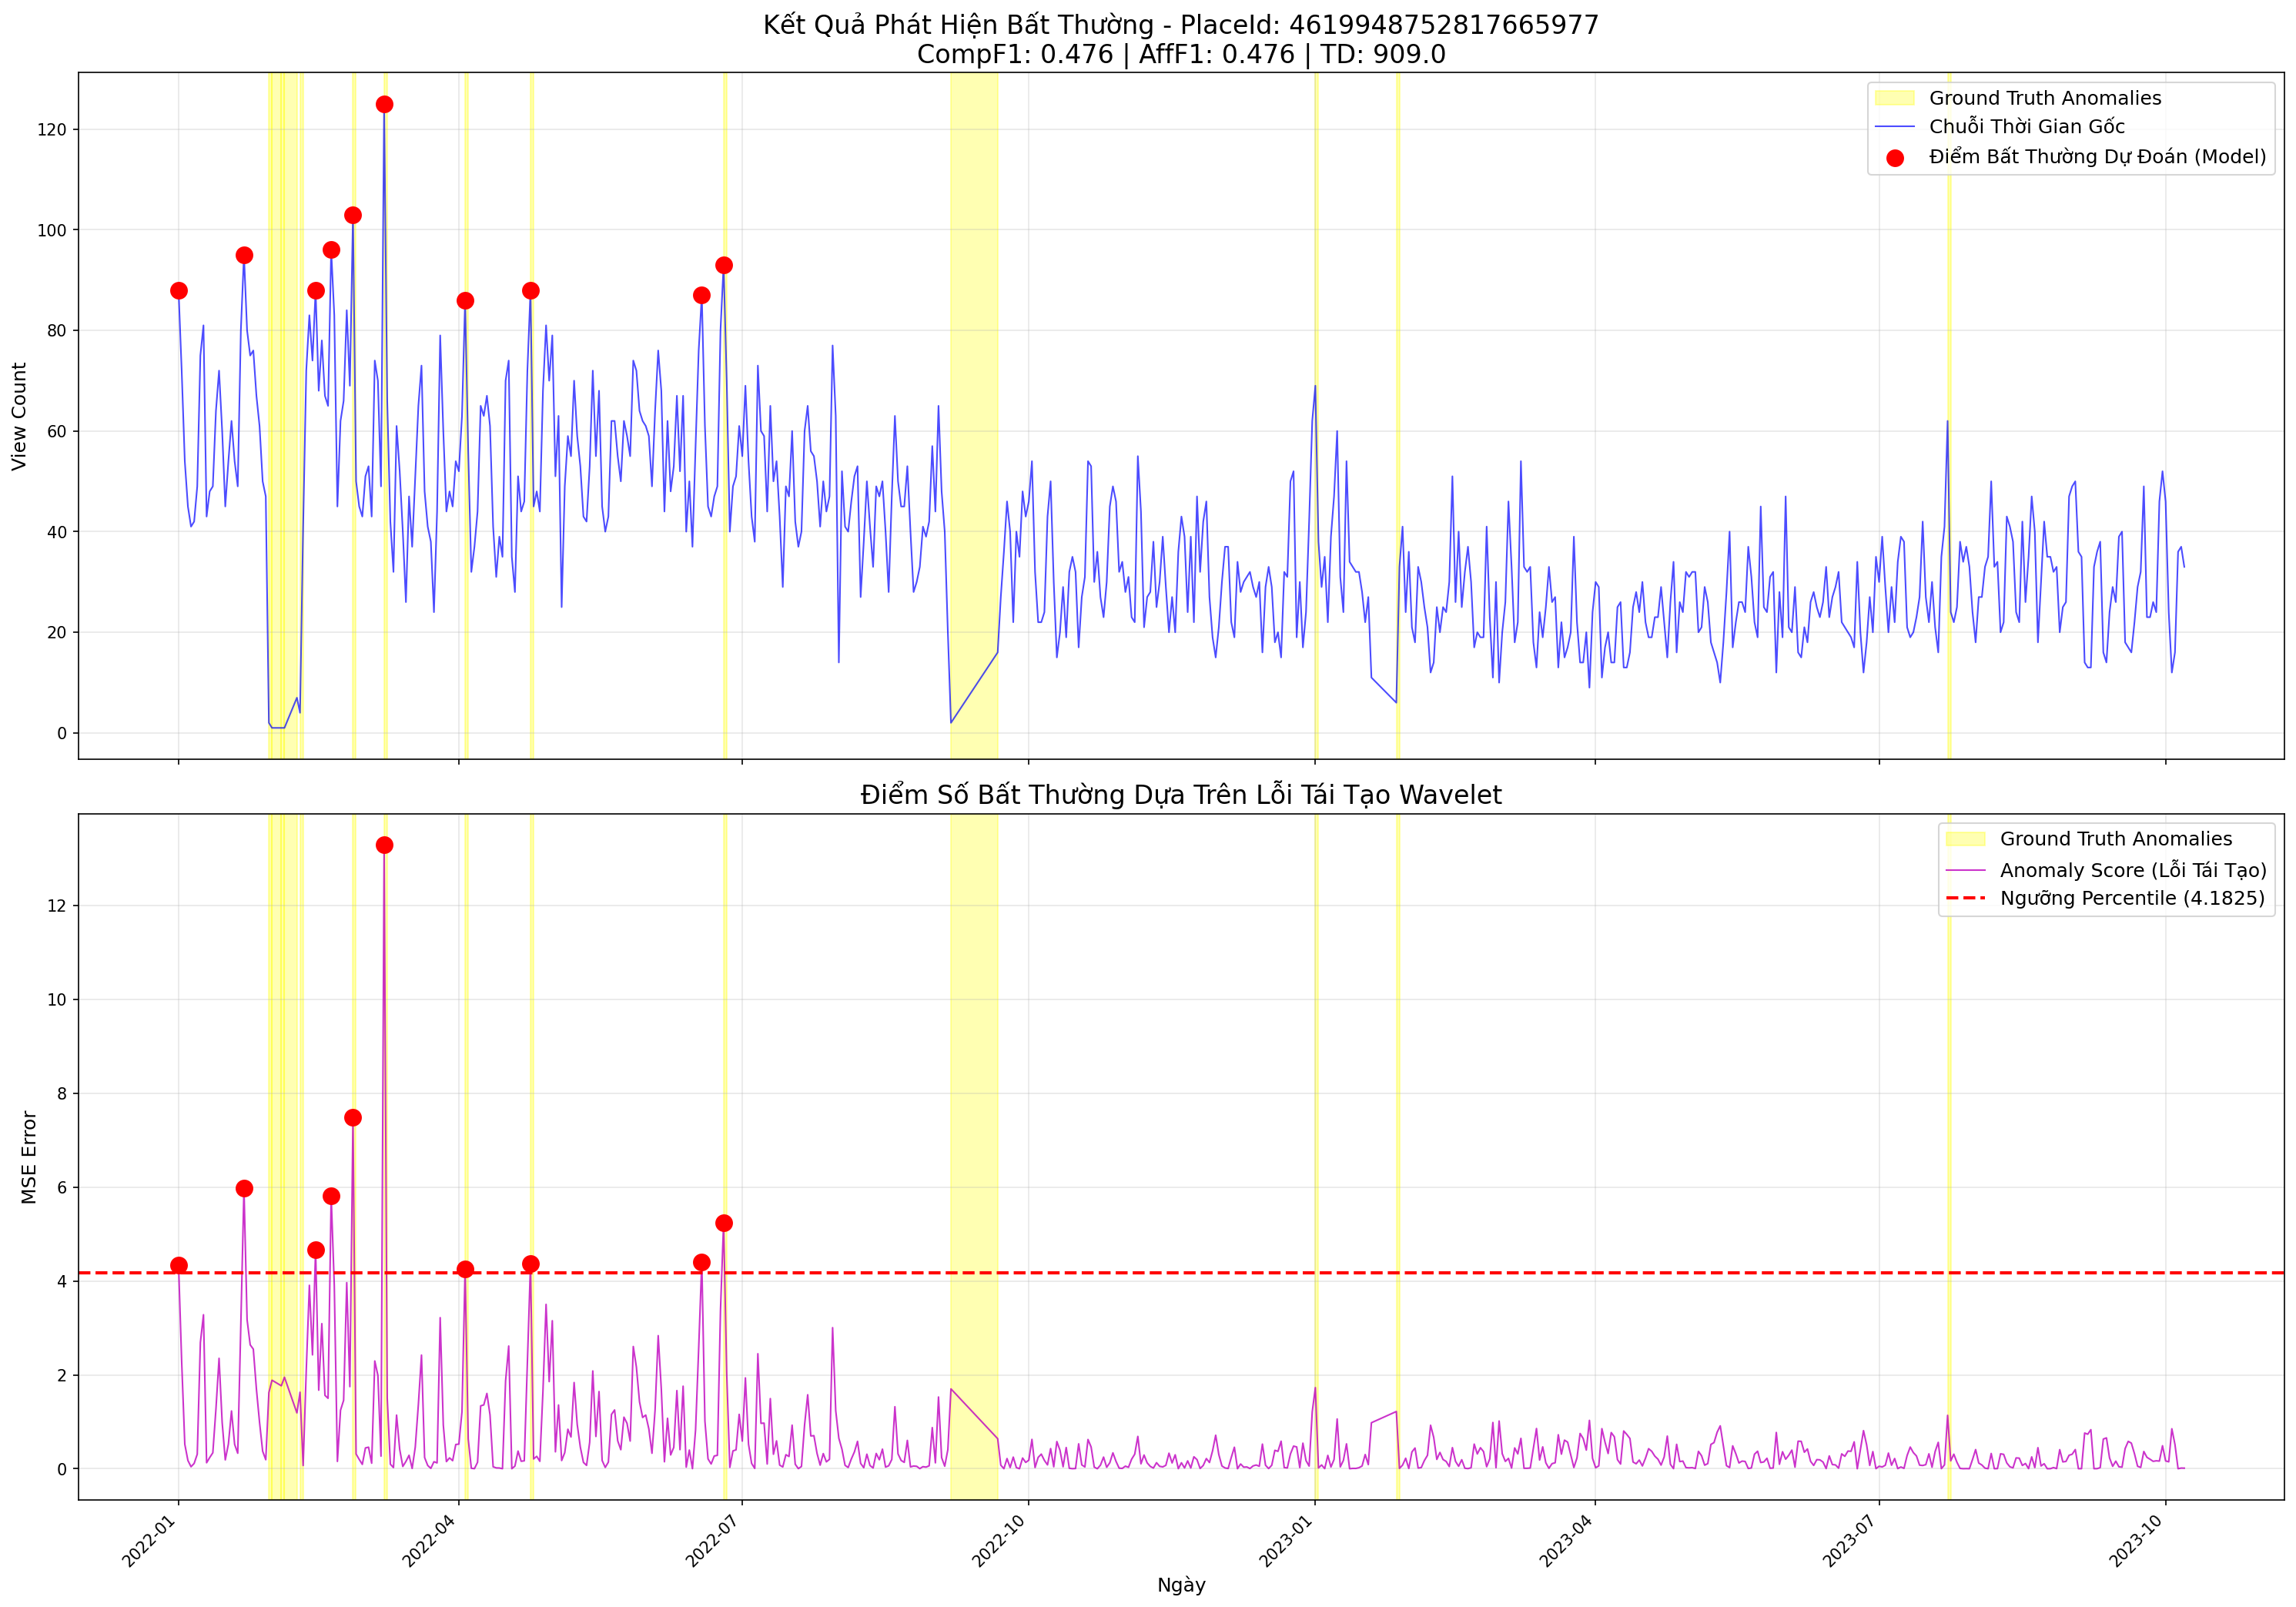 Kết Quả Phát Hiện Bất Thường - PlaceId: 4619948752817665977
CompF1: 0.476 | AffF1: 0.476 | TD: 909.0
Ground Truth Anomalies
Chuỗi Thời Gian Gốc
Điểm Bất Thường Dự Đoán (Model)
View Count
120
100
80
60
40
20
0
Điểm Số Bất Thường Dựa Trên Lỗi Tái Tạo Wavelet
Ground Truth Anomalies
Anomaly Score (Lỗi Tái Tạo)
Ngưỡng Percentile (4.1825)
MSE Error
12
10
8
6
4
2
0
2022-01
2022-04
2022-07
2022-10
2023-01
2023-04
2023-07
2023-10
Ngày